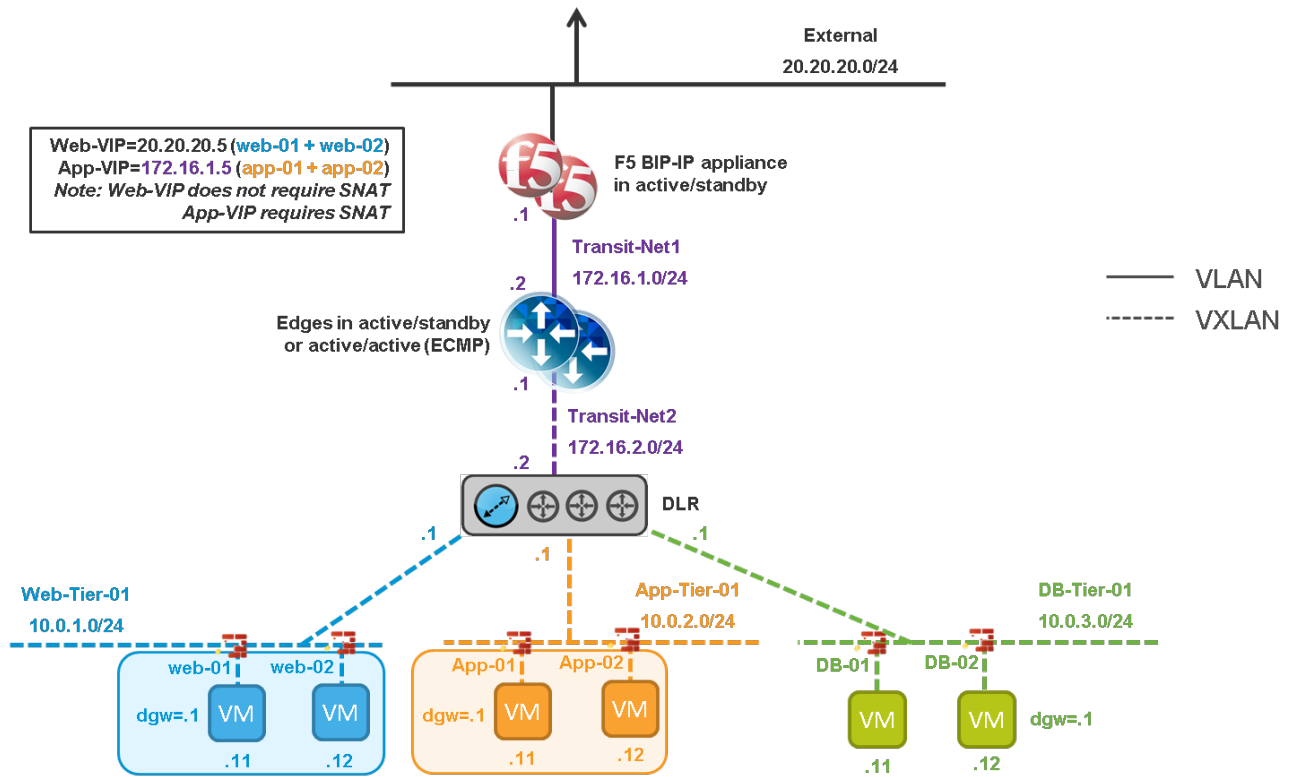 External
20.20.20.0/24
Web-VIP=20.20.20.5 (web-01 + web-02)
App-VIP=172.16.1.5 (app-01 + app-02)
Note: Web-VIP does not require SNAT
App-VIP requires SNAT
f5
f5
F5 BIP-IP appliance
in active/standby
.1
Transit-Net1
172.16.1.0/24
.2
VLAN
VXLAN
Edges in active/standby
or active/active (ECMP)
.1
Transit-Net2
172.16.2.0/24
.2
DLR
.1
.1
.1
Web-Tier-01
10.0.1.0/24
App-Tier-01
10.0.2.0/24
DB-Tier-01
10.0.3.0/24
web-01
web-02
App-01
App-02
DB-01
DB-02
dgw=.1
VM
VM
dgw=.1
VM
VM
VM
VM
dgw=.1
.11
.12
.11
.12
.11
.12